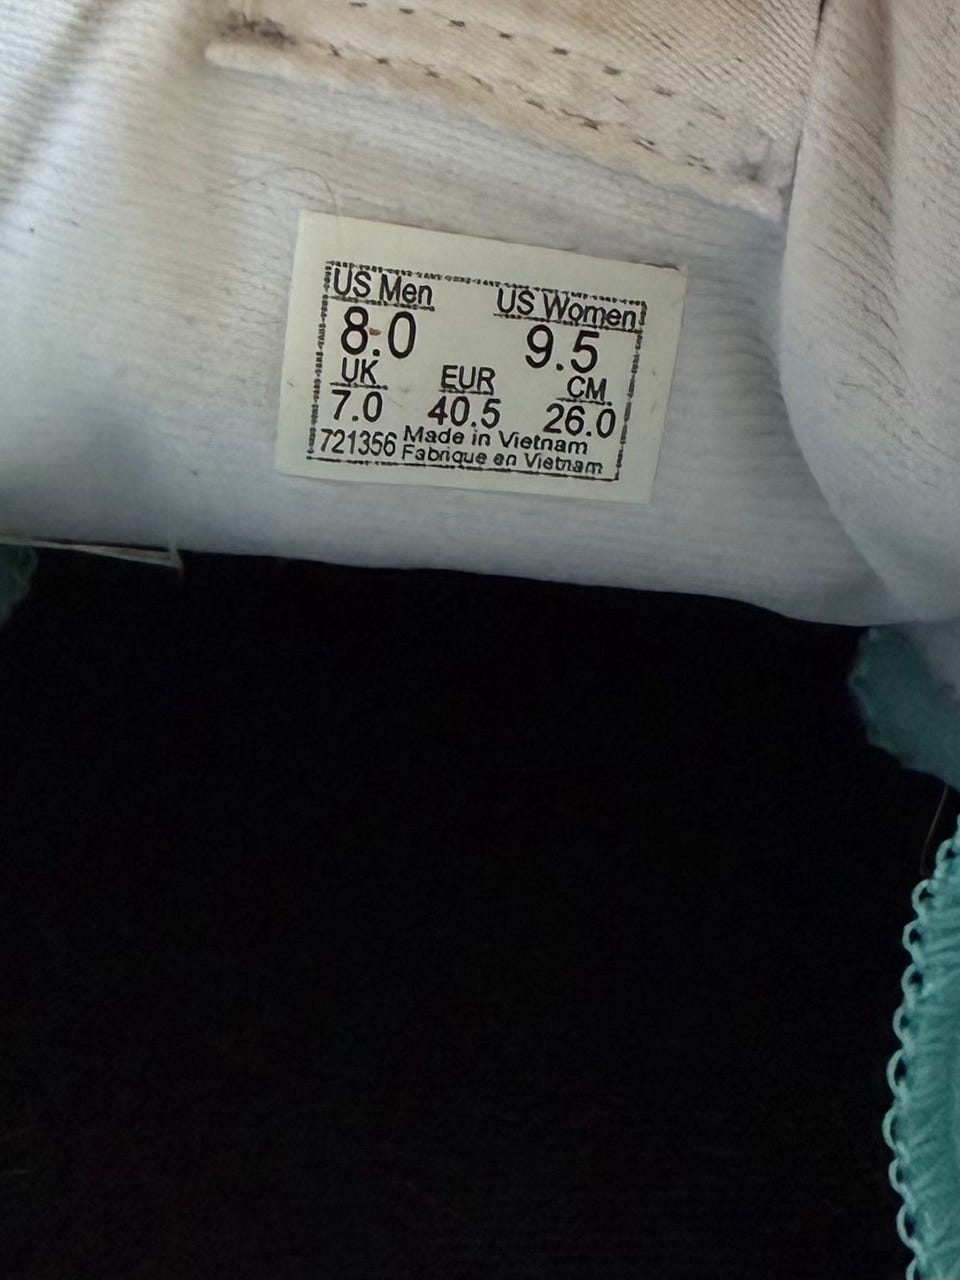 US Men US Women
8.0 9.5
UK EUR CM
7.0 40.5 26.0
721356 Made in Vietnam
Fabrique en Vietnam